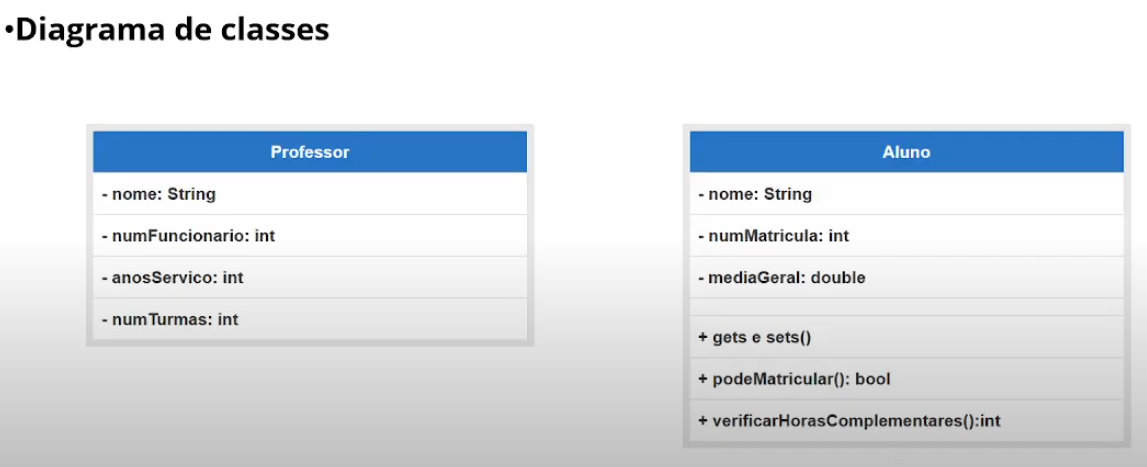 •Diagrama de classes
Professor
- nome: String
- numFuncionario: int
- anosServico: int
- numTurmas: int
Aluno
- nome: String
- numMatricula: int
- mediaGeral: double
+ gets e sets()
+ podeMatricular(): bool
+ verificarHorasComplementares():int